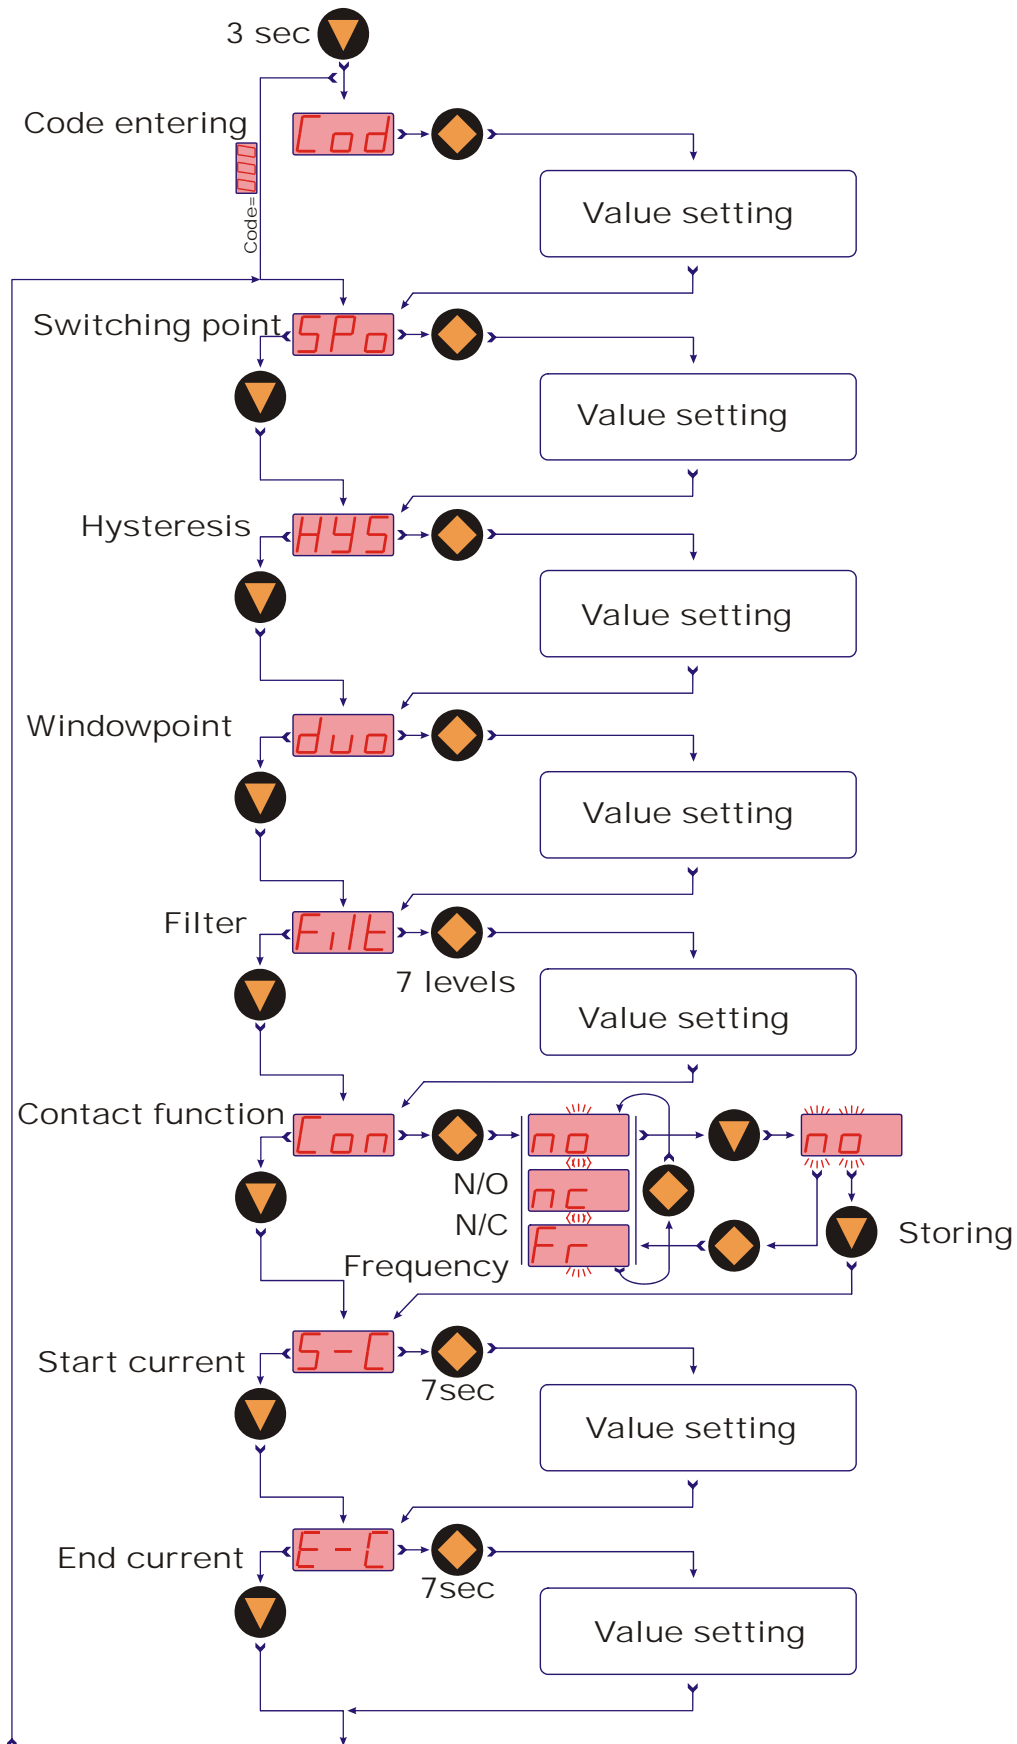 3 sec
Code entering
Cod
Code=000
Value setting
Switching point
SPo
Value setting
Hysteresis
HYS
Value setting
Windowpoint
duo
Value setting
Filter
Filt
7 levels
Value setting
Contact function
Con
no
no
N/O
nc
N/C
Fr
Storing
Frequency
S-C
Start current
7sec
Value setting
E-C
End current
7sec
Value setting